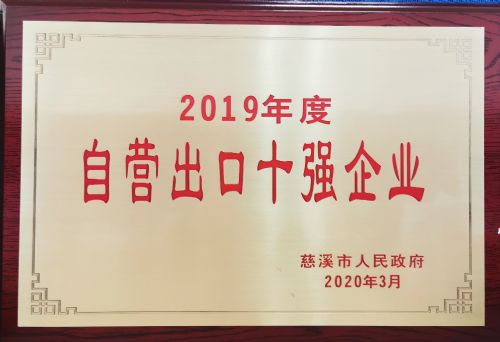 2019年度
自营出口十强企业
慈溪市人民政府
2020年3月